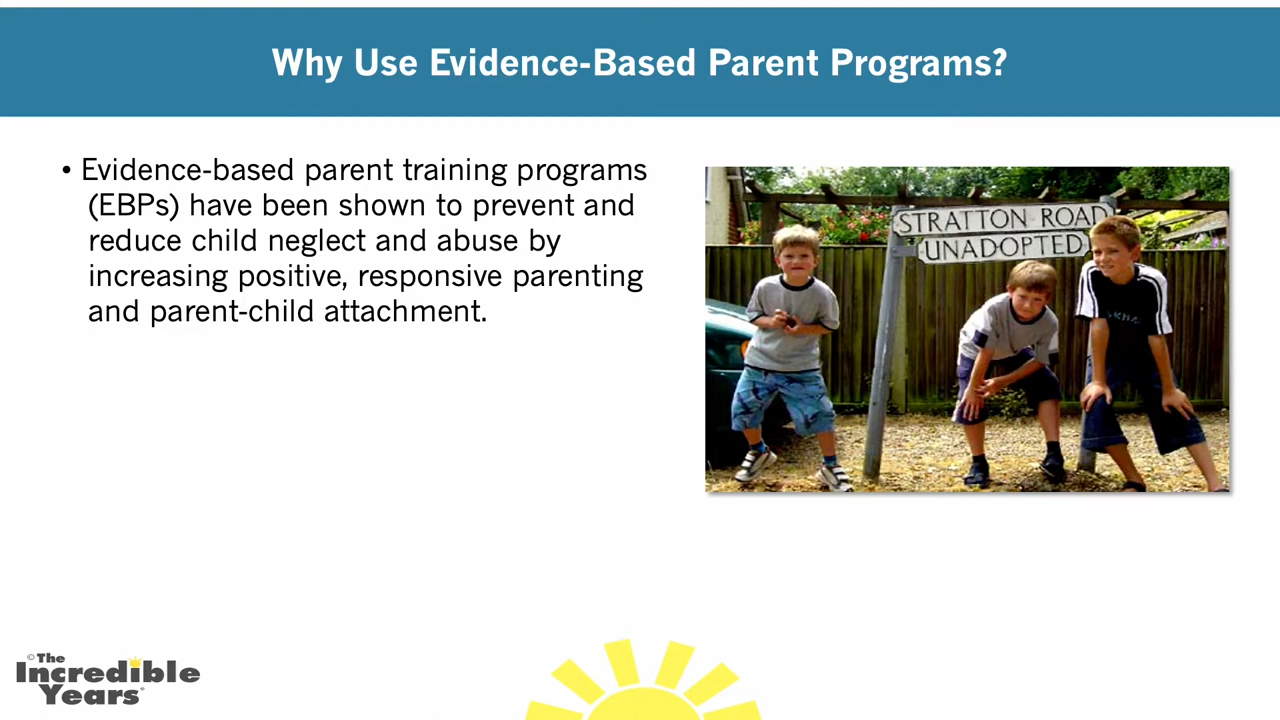 Why Use Evidence-Based Parent Programs?
• Evidence-based parent training programs
(EBPs) have been shown to prevent and
reduce child neglect and abuse by
increasing positive, responsive parenting
and parent-child attachment.
STRATTON ROAD
UNADOPTED
© The
Incredible
Years®